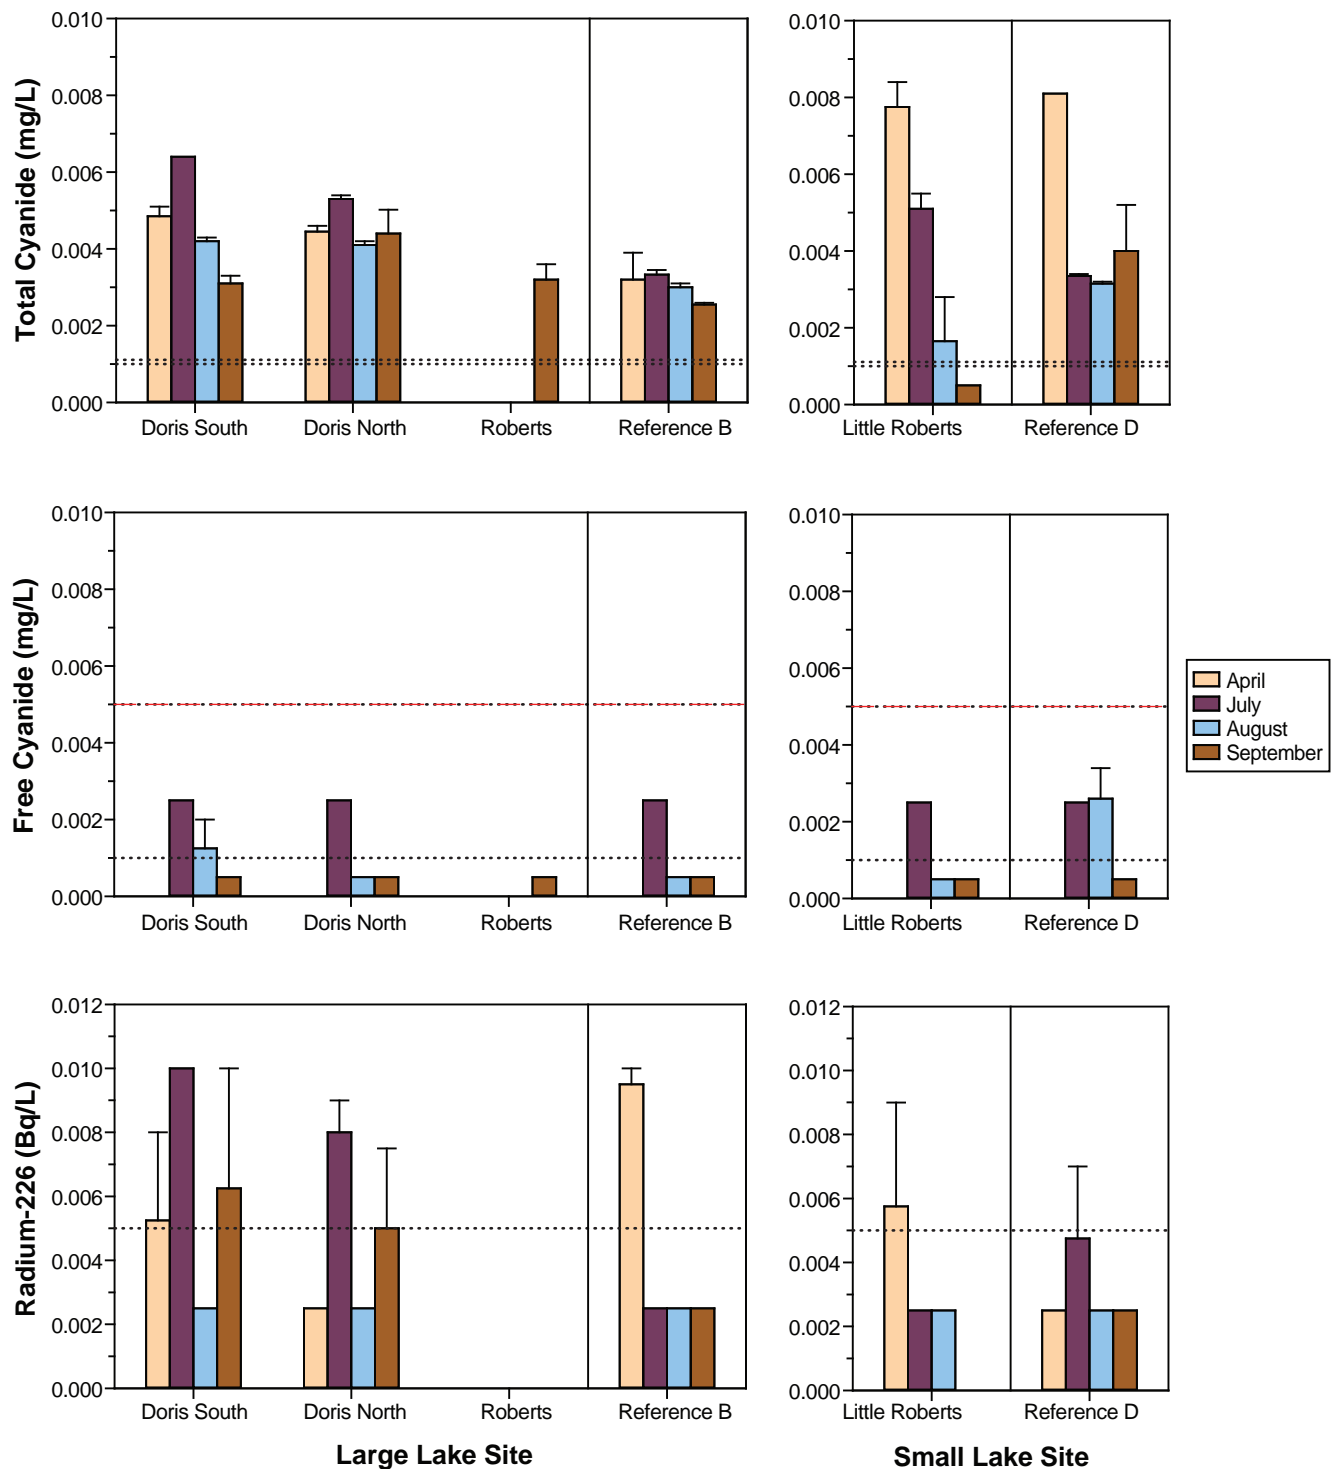 Total Cyanide (mg/L)
0.010
0.008
0.006
0.004
0.002
0.000
Doris South
Doris North
Roberts
Reference B
0.010
0.008
0.006
0.004
0.002
0.000
Little Roberts
Reference D
Free Cyanide (mg/L)
0.010
0.008
0.006
0.004
0.002
0.000
Doris South
Doris North
Roberts
Reference B
0.010
0.008
0.006
0.004
0.002
0.000
Little Roberts
Reference D
April
July
August
September
Radium-226 (Bq/L)
0.012
0.010
0.008
0.006
0.004
0.002
0.000
Doris South
Doris North
Roberts
Reference B
Large Lake Site
0.012
0.010
0.008
0.006
0.004
0.002
0.000
Little Roberts
Reference D
Small Lake Site